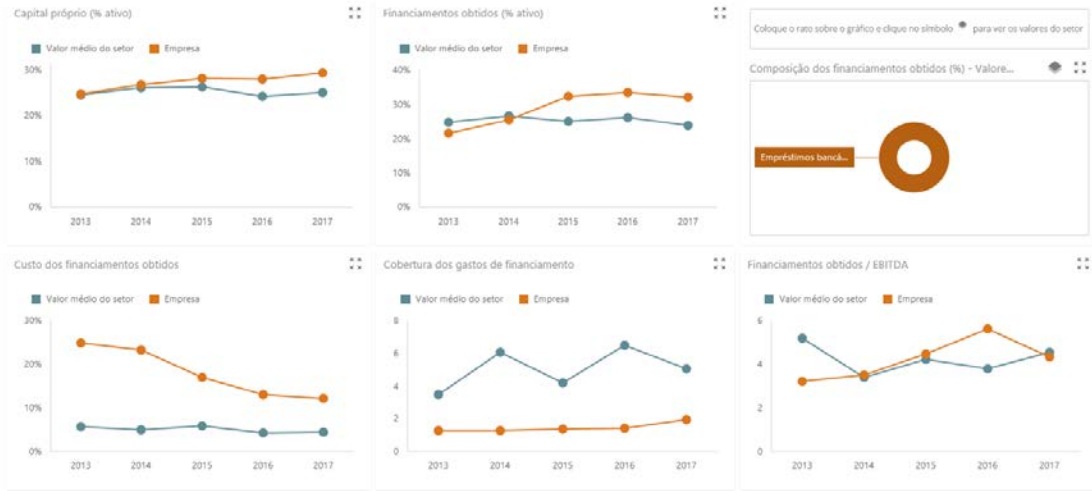 Capital próprio (% ativo)
Valor médio do setor Empresa
30%
20%
10%
0%
2013 2014 2015 2016 2017
Financiamentos obtidos (% ativo)
Valor médio do setor Empresa
40%
30%
20%
10%
0%
2013 2014 2015 2016 2017
Coloque o rato sobre o gráfico e clique no símbolo para ver os valores do setor
Composição dos financiamentos obtidos (%) - Valore...
Empréstimos bancá...
Custo dos financiamentos obtidos
Valor médio do setor Empresa
30%
20%
10%
0%
2013 2014 2015 2016 2017
Cobertura dos gastos de financiamento
Valor médio do setor Empresa
8
6
4
2
0
2013 2014 2015 2016 2017
Financiamentos obtidos / EBITDA
Valor médio do setor Empresa
6
4
2
0
2013 2014 2015 2016 2017